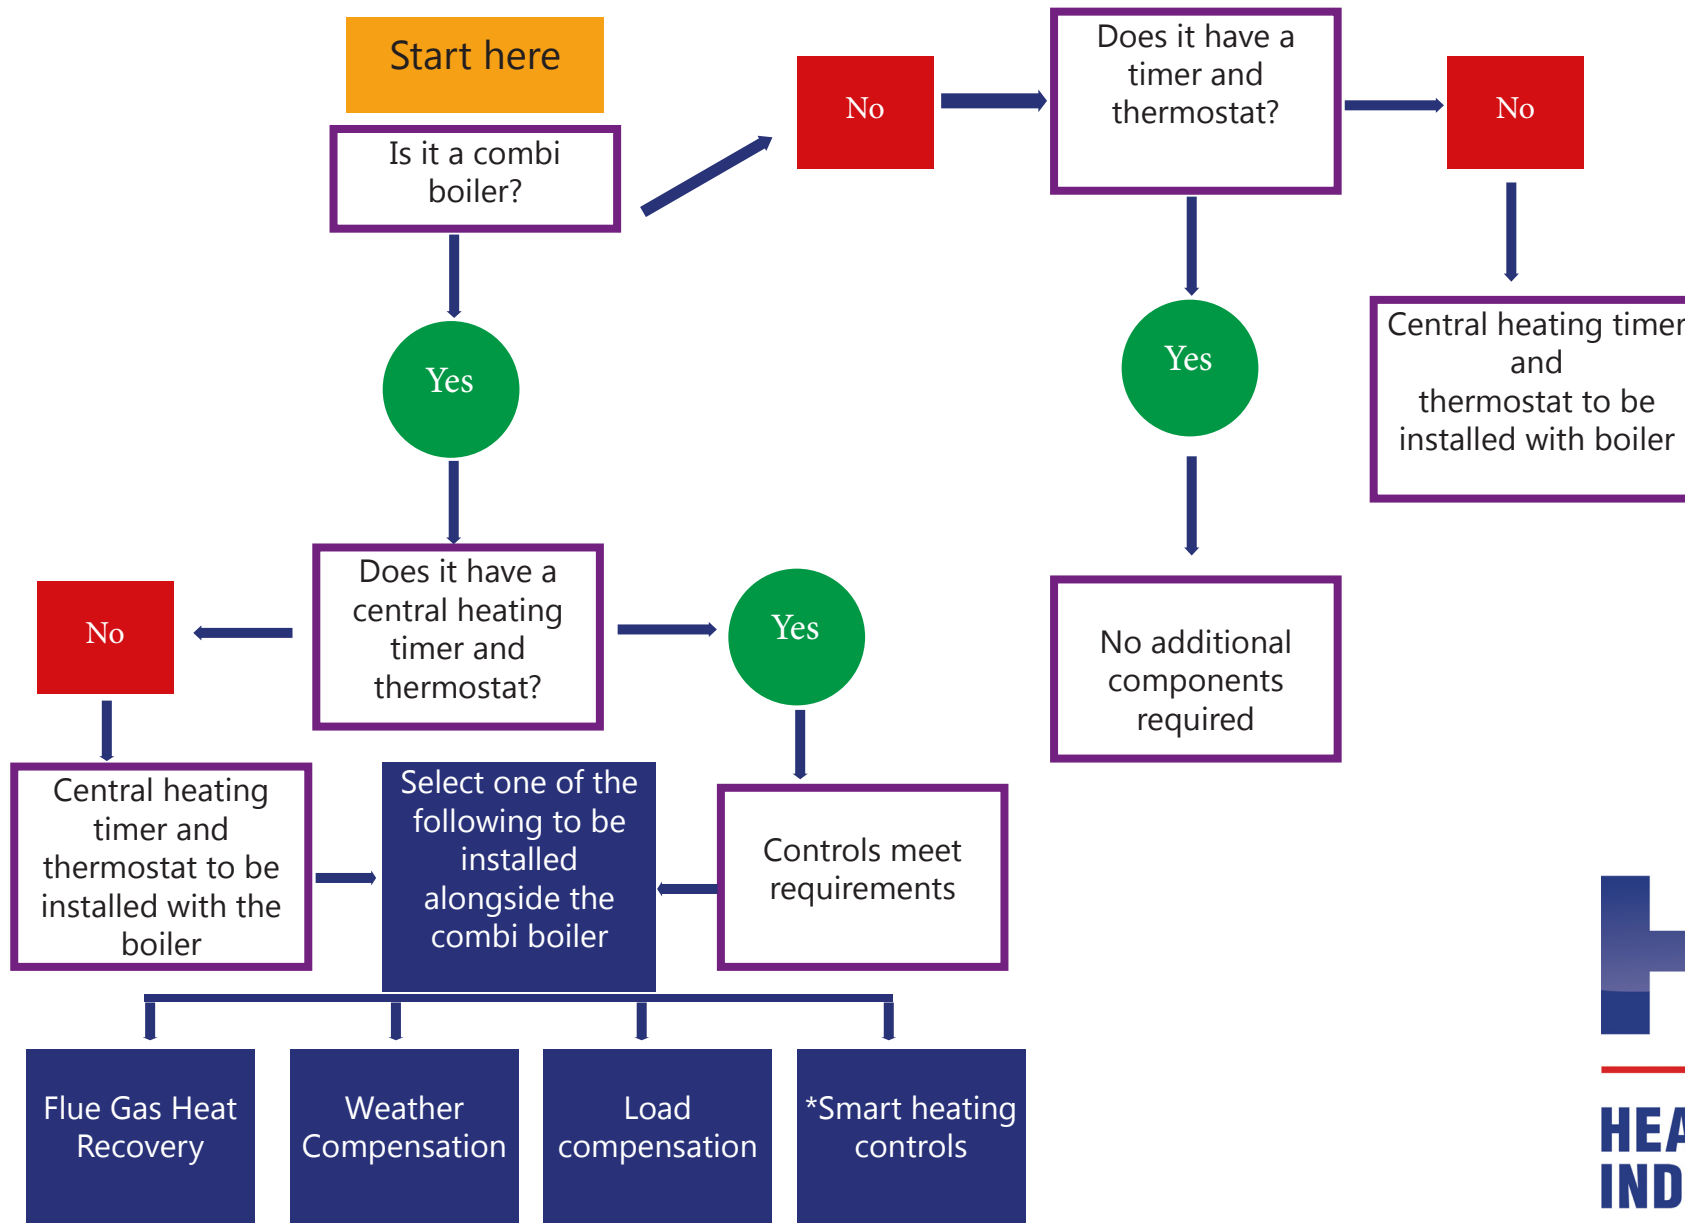 Start here
Is it a combi
boiler?
No
Does it have a
timer and
thermostat?
No
Yes
Yes
Central heating timer
and
thermostat to be
installed with boiler
No
Does it have a
central heating
timer and
thermostat?
Yes
No additional
components
required
Central heating
timer and
thermostat to be
installed with the
boiler
Select one of the
following to be
installed
alongside the
combi boiler
Controls meet
requirements
Flue Gas Heat
Recovery
Weather
Compensation
Load
compensation
*Smart heating
controls
HEA
IND